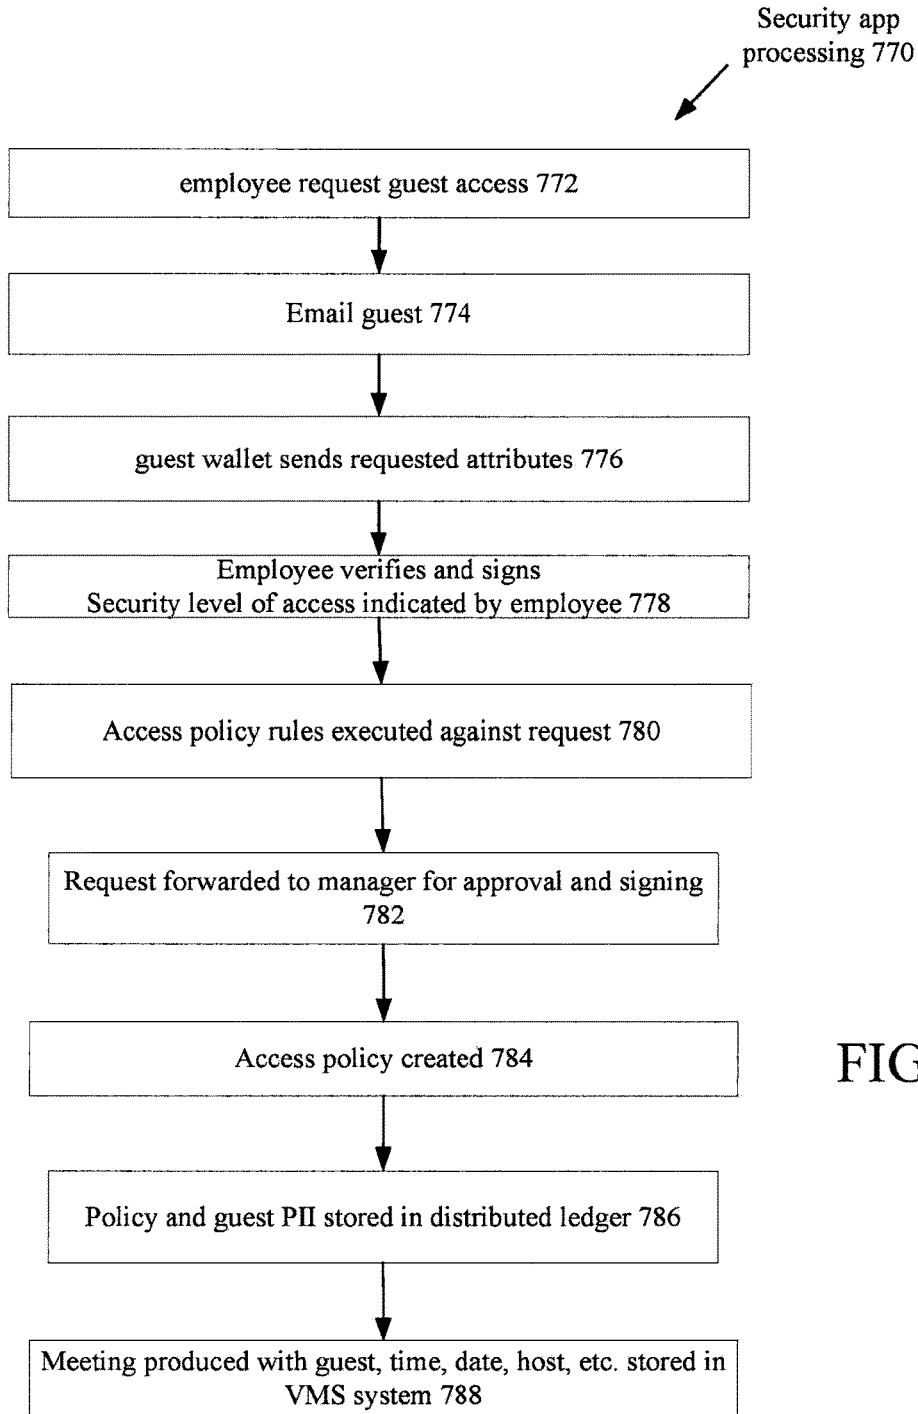 Security app
processing 770
employee request guest access 772
Email guest 774
guest wallet sends requested attributes 776
Employee verifies and signs
Security level of access indicated by employee 778
Access policy rules executed against request 780
Request forwarded to manager for approval and signing
782
Access policy created 784
FIG
Policy and guest PII stored in distributed ledger 786
Meeting produced with guest, time, date, host, etc. stored in
VMS system 788